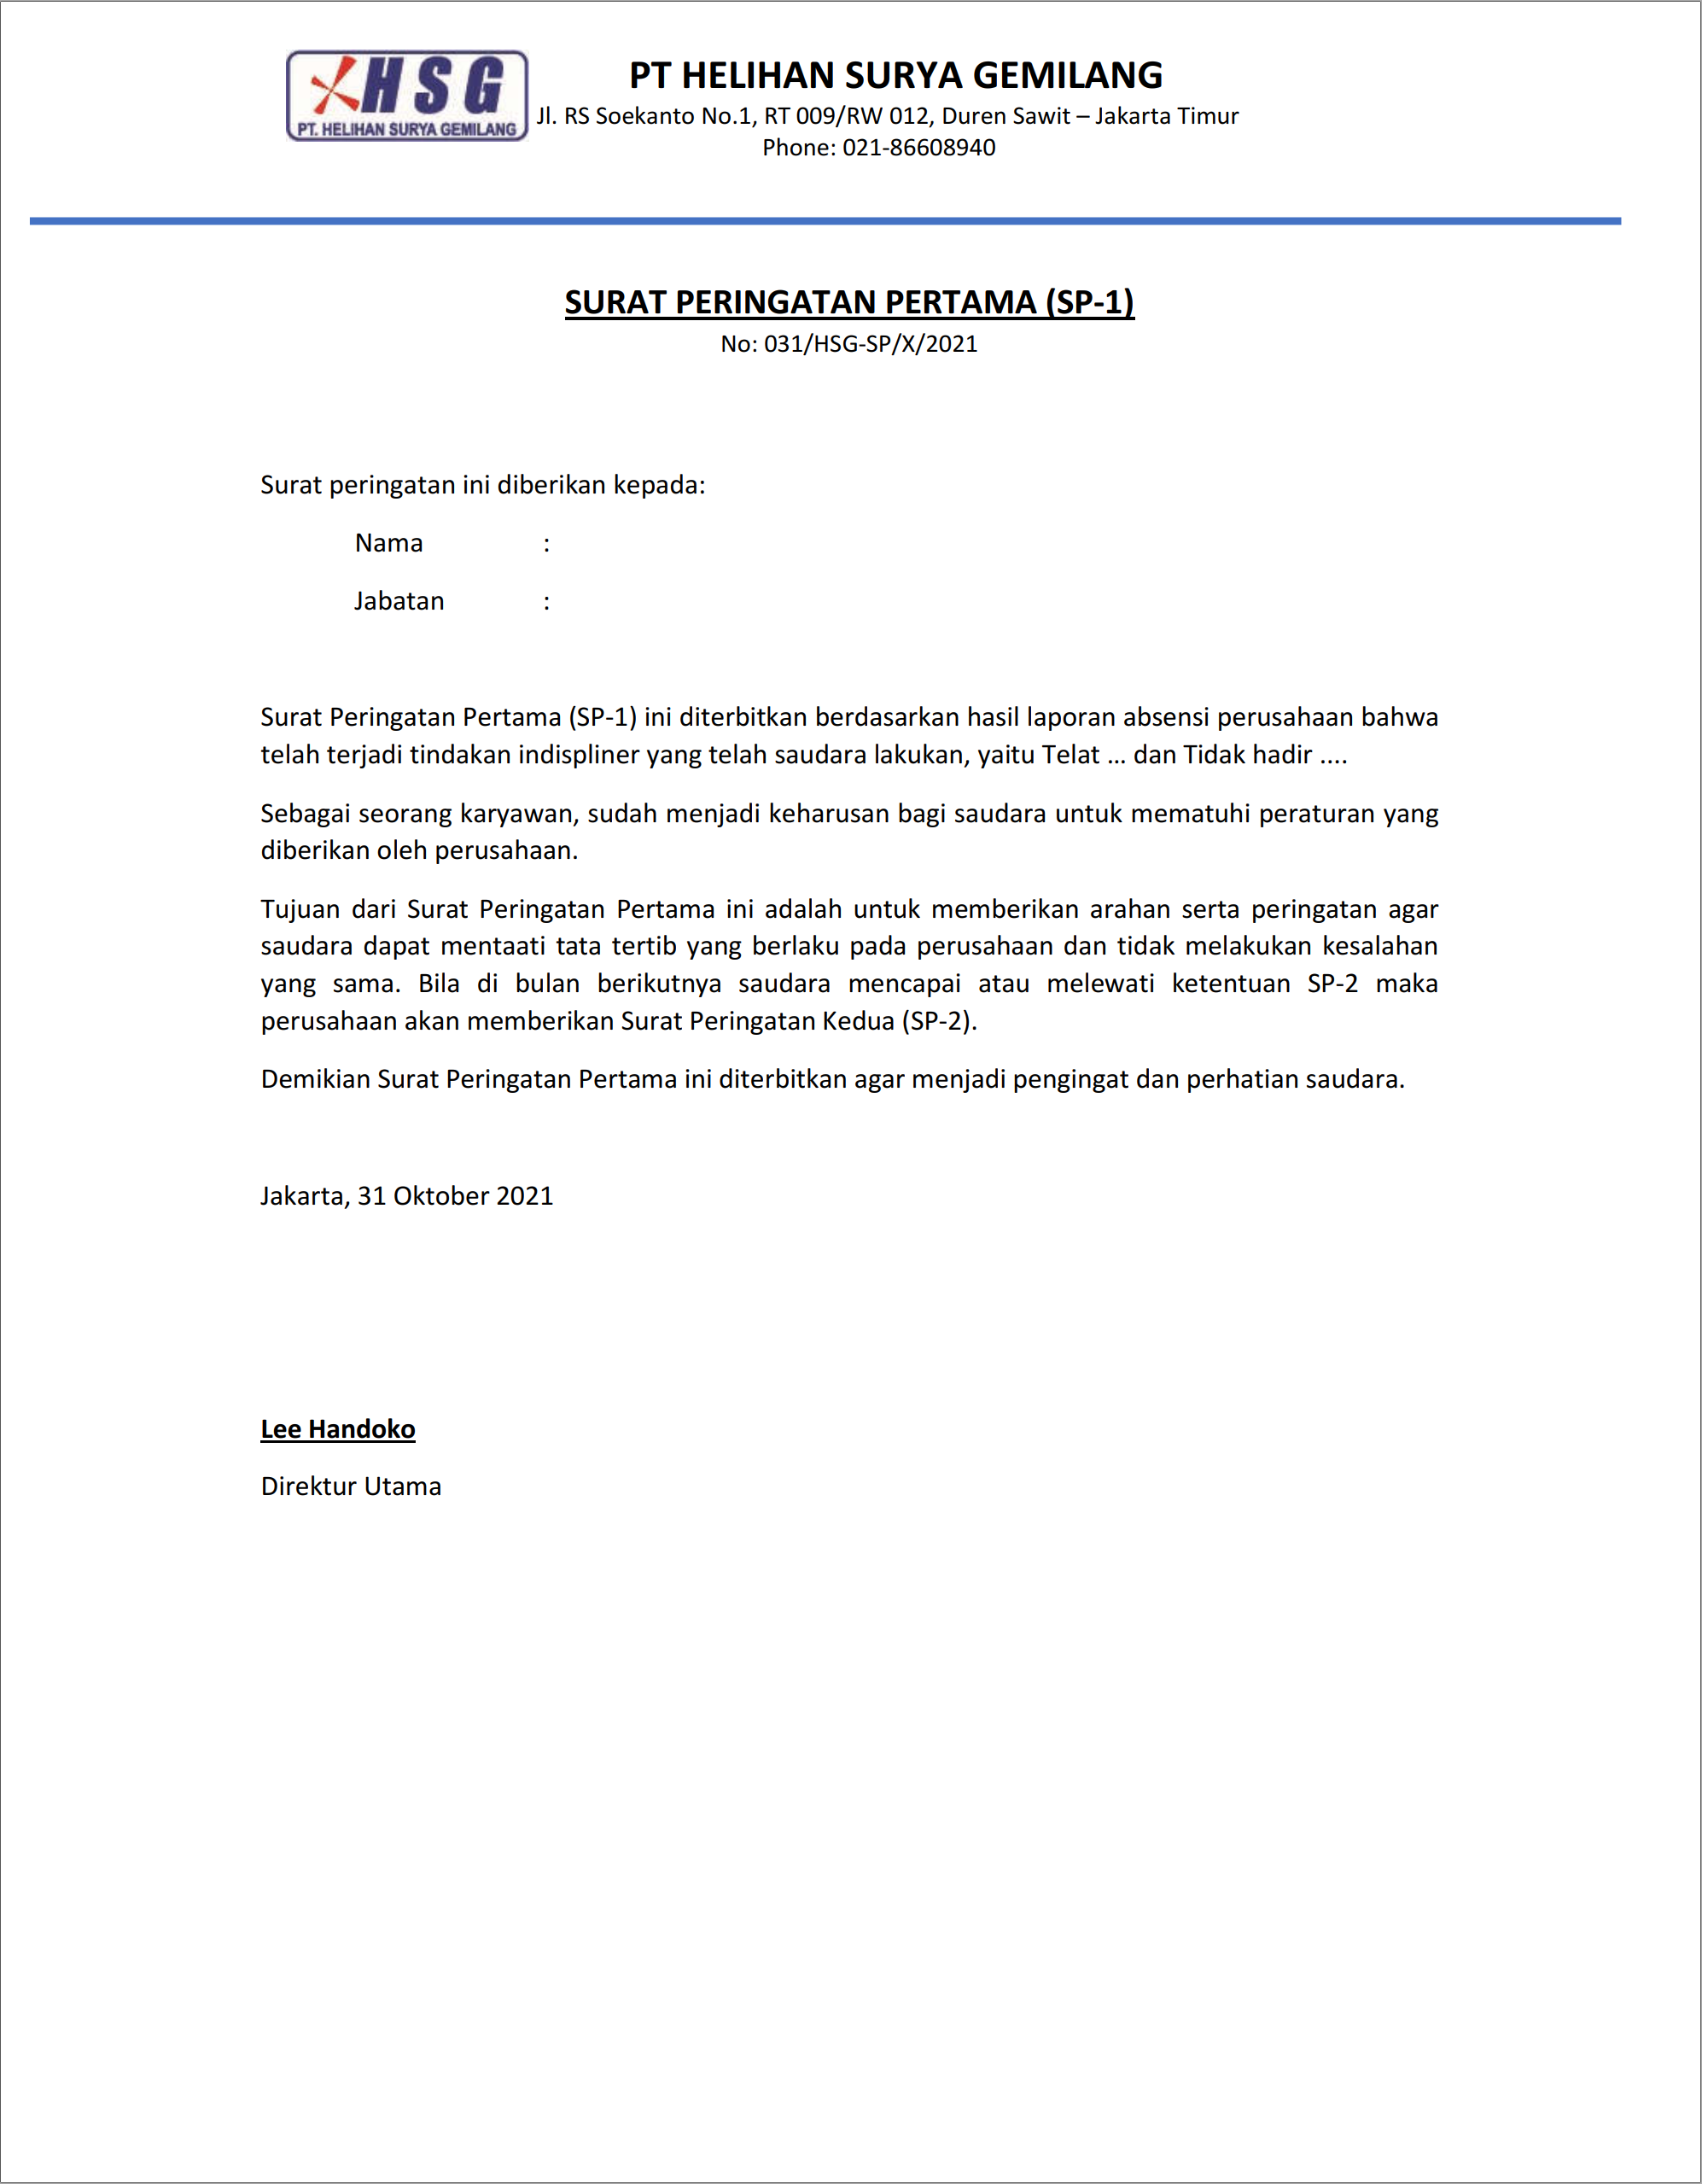 HSG
PT. HELIHAN SURYA GEMILANG
PT HELIHAN SURYA GEMILANG
Jl. RS Soekanto No.1, RT 009/RW 012, Duren Sawit – Jakarta Timur
Phone: 021-86608940
SURAT PERINGATAN PERTAMA (SP-1)
No: 031/HSG-SP/X/2021
Surat peringatan ini diberikan kepada:
Nama :
Jabatan :
Surat Peringatan Pertama (SP-1) ini diterbitkan berdasarkan hasil laporan absensi perusahaan bahwa
telah terjadi tindakan indispliner yang telah saudara lakukan, yaitu Telat ... dan Tidak hadir ....
Sebagai seorang karyawan, sudah menjadi keharusan bagi saudara untuk mematuhi peraturan yang
diberikan oleh perusahaan.
Tujuan dari Surat Peringatan Pertama ini adalah untuk memberikan arahan serta peringatan agar
saudara dapat mentaati tata tertib yang berlaku pada perusahaan dan tidak melakukan kesalahan
yang sama. Bila di bulan berikutnya saudara mencapai atau melewati ketentuan SP-2 maka
perusahaan akan memberikan Surat Peringatan Kedua (SP-2).
Demikian Surat Peringatan Pertama ini diterbitkan agar menjadi pengingat dan perhatian saudara.
Jakarta, 31 Oktober 2021
Lee Handoko
Direktur Utama